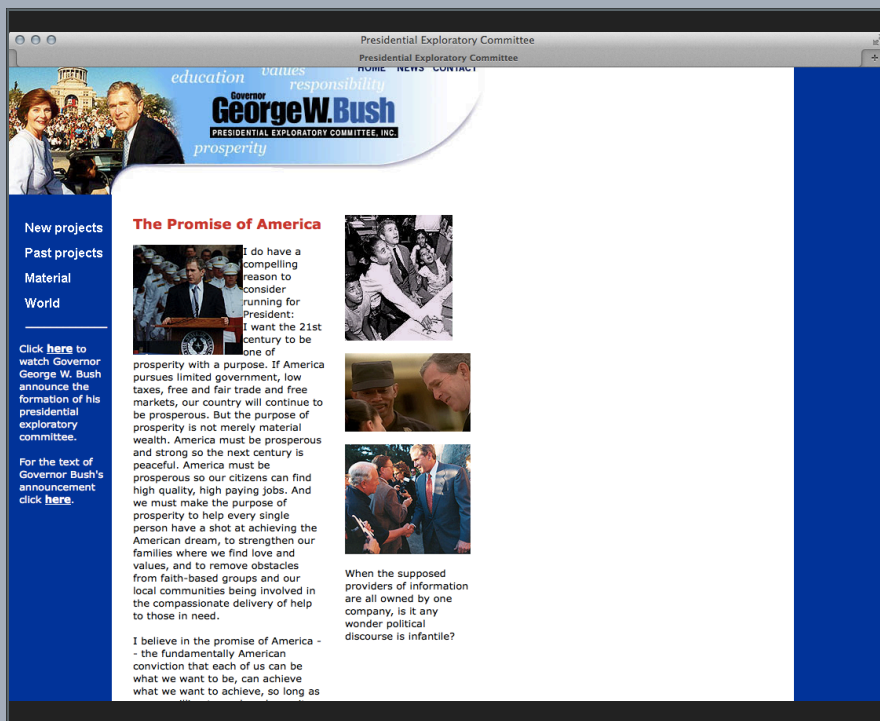 Presidential Exploratory Committee
Presidential Exploratory Committee
HOME NEWS CONTACT
education values
responsibility
Governor
George W. Bush
PRESIDENTIAL EXPLORATORY COMMITTEE, INC.
prosperity
New projects
Past projects
Material
World
Click here to
watch Governor
George W. Bush
announce the
formation of his
presidential
exploratory
committee.
For the text of
Governor Bush's
announcement
click here.
The Promise of America
I do have a
compelling
reason to
consider
running for
President:
I want the 21st
century to be
one of
prosperity with a purpose. If America
pursues limited government, low
taxes, free and fair trade and free
markets, our country will continue to
be prosperous. But the purpose of
prosperity is not merely material
wealth. America must be prosperous
and strong so the next century is
peaceful. America must be
prosperous so our citizens can find
high quality, high paying jobs. And
we must make the purpose of
prosperity to help every single
person have a shot at achieving the
American dream, to strengthen our
families where we find love and
values, and to remove obstacles
from faith-based groups and our
local communities being involved in
the compassionate delivery of help
to those in need.
I believe in the promise of America -
- the fundamentally American
conviction that each of us can be
what we want to be, can achieve
what we want to achieve, so long as
When the supposed
providers of information
are all owned by one
company, is it any
wonder political
discourse is infantile?